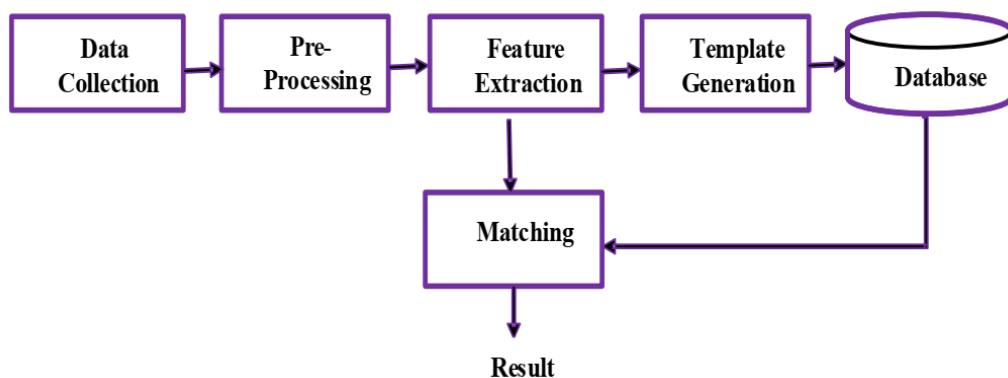 Data
Collection
Pre-
Processing
Feature
Extraction
Template
Generation
Database
Matching
Result